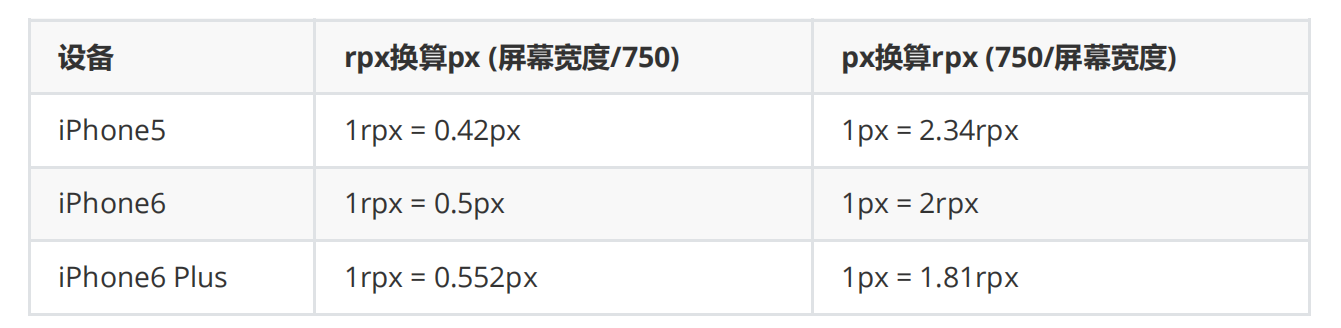 设备 rpx换算px (屏幕宽度/750) px换算rpx (750/屏幕宽度)
iPhone5 1rpx = 0.42px 1px = 2.34rpx
iPhone6 1rpx = 0.5px 1px = 2rpx
iPhone6 Plus 1rpx = 0.552px 1px = 1.81rpx